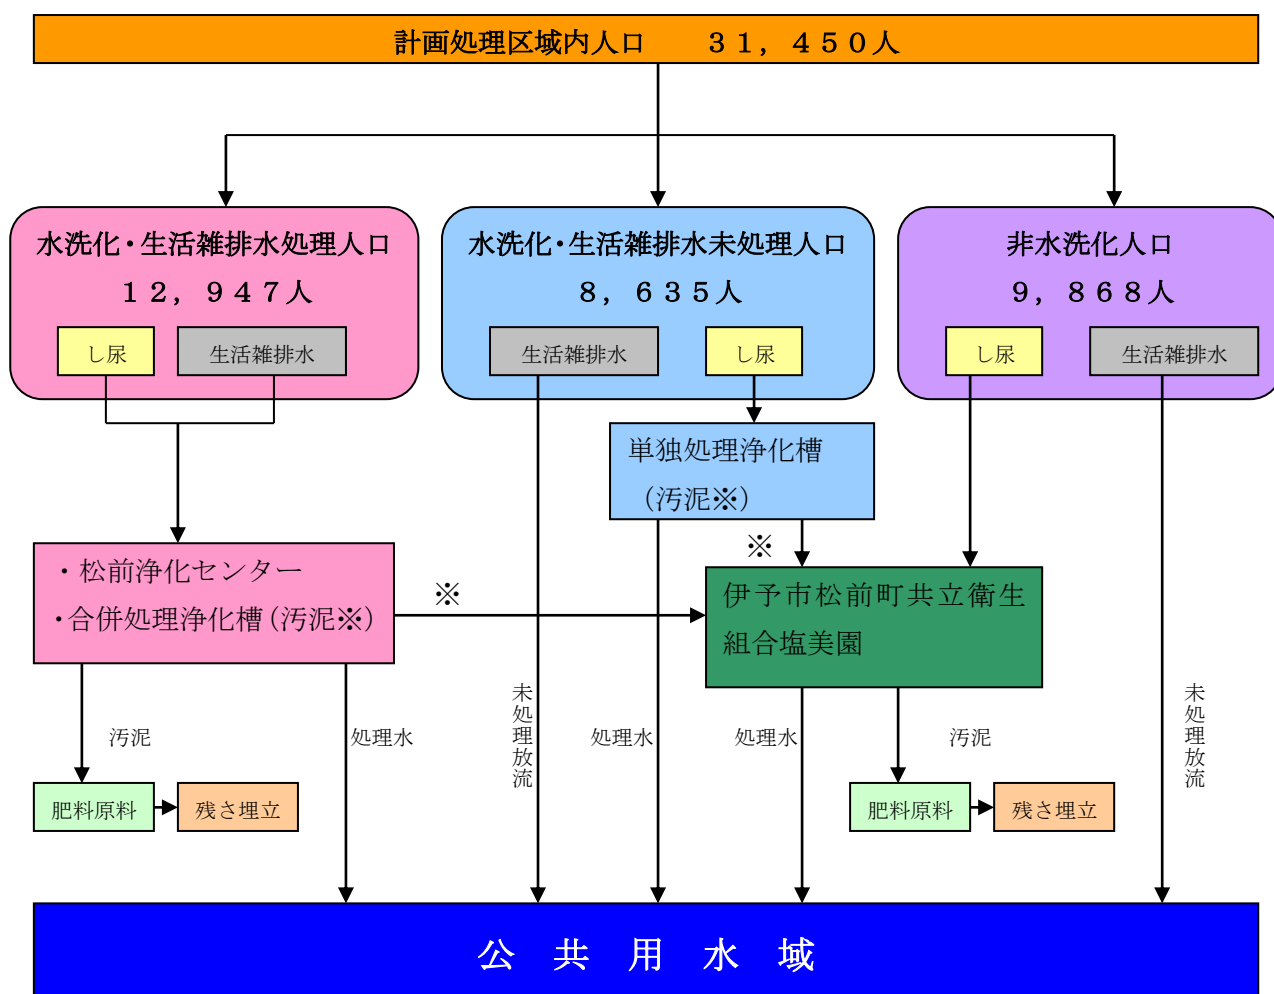 計画処理区域内人口　　３１，４５０人
水洗化・生活雑排水処理人口
１２，９４７人
し尿
生活雑排水
水洗化・生活雑排水未処理人口
８，６３５人
生活雑排水
し尿
非水洗化人口
９，８６８人
し尿
生活雑排水
単独処理浄化槽
（汚泥※）
※
・松前浄化センター
・合併処理浄化槽（汚泥※）
※
伊予市松前町共立衛生
組合塩美園
汚泥
処理水
未処理放流
処理水
処理水
汚泥
未処理放流
肥料原料
残さ埋立
肥料原料
残さ埋立
公　共　用　水　域